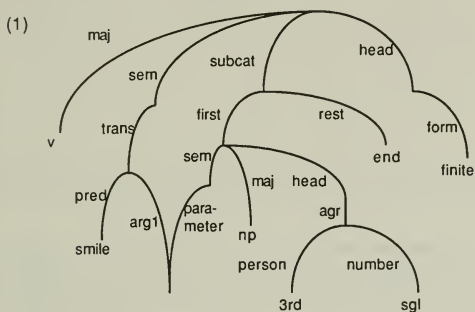 (1)
maj
subcat
head
sem
first
rest
form
trans
v
end
finite
sem
maj
head
pred
arg1
para-
meter
agr
smile
np
person
number
3rd
sgl